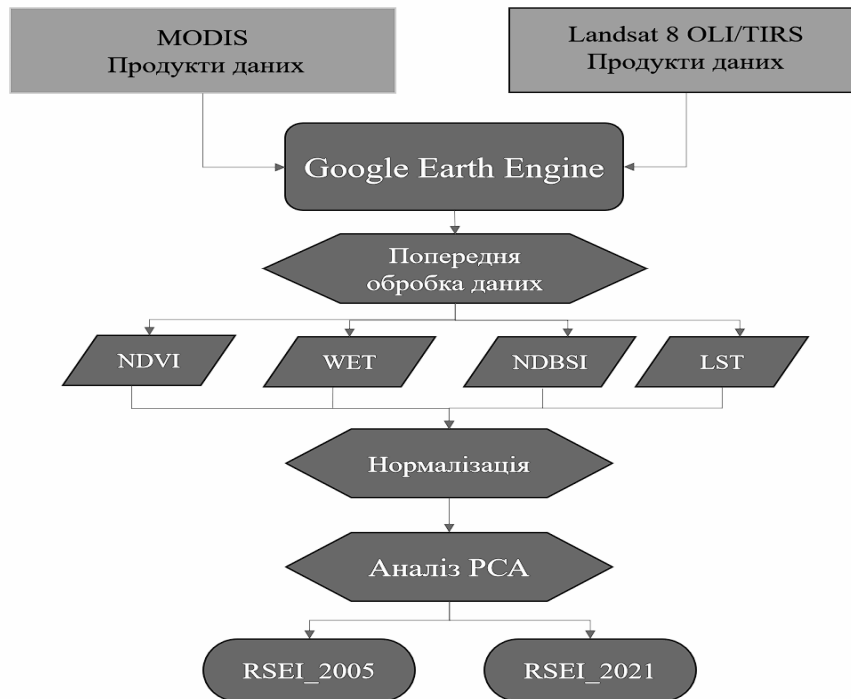 MODIS
Продукти даних
Landsat 8 OLI/TIRS
Продукти даних
Google Earth Engine
Попередня
обробка даних
NDVI
WET
NDBSI
LST
Нормалізація
Аналіз PCA
RSEI_2005
RSEI_2021